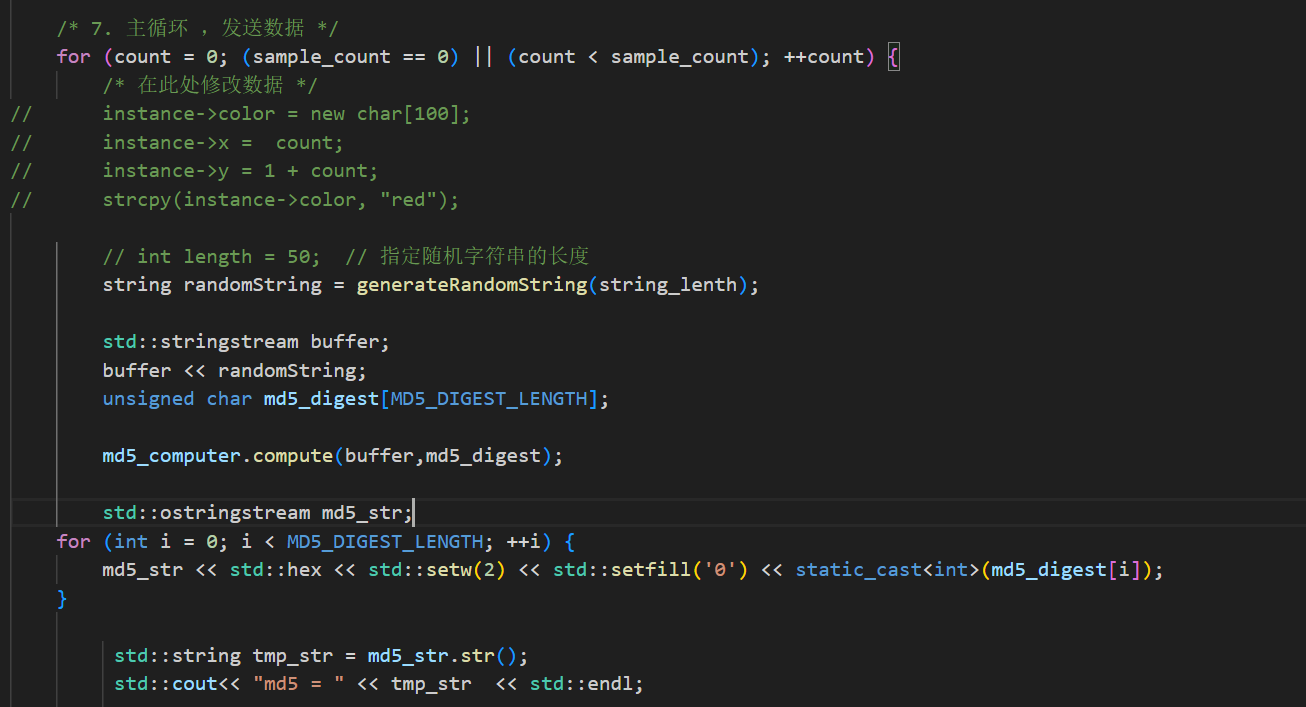 /* 7. 主循环 ，发送数据 */
for (count = 0; (sample_count == 0) || (count < sample_count); ++count) {
/* 在此处修改数据 */
// instance->color = new char[100];
// instance->x =  count;
// instance->y = 1 + count;
// strcpy(instance->color, "red");
// int length = 50;  // 指定随机字符串的长度
string randomString = generateRandomString(string_lenth);
std::stringstream buffer;
buffer << randomString;
unsigned char md5_digest[MD5_DIGEST_LENGTH];
md5_computer.compute(buffer,md5_digest);
std::ostringstream md5_str;
for (int i = 0; i < MD5_DIGEST_LENGTH; ++i) {
md5_str << std::hex << std::setw(2) << std::setfill('0') << static_cast<int>(md5_digest[i]);
}
std::string tmp_str = md5_str.str();
std::cout<< "md5 = " << tmp_str  << std::endl;